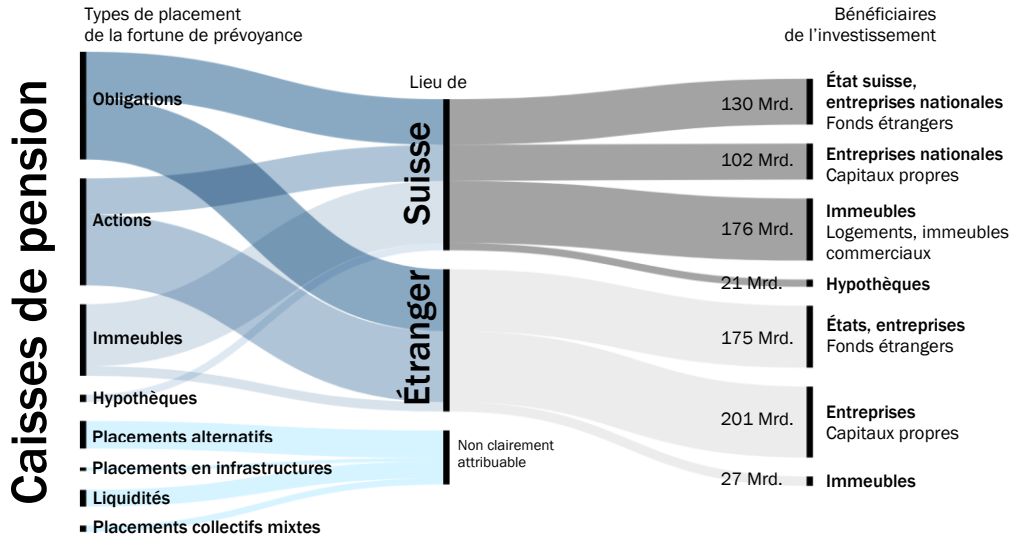 Types de placement
de la fortune de prévoyance
Bénéficiaires
de l’investissement
Lieu de
Caisses de pension
Obligations
Actions
Immeubles
Hypothèques
Placements alternatifs
Placements en infrastructures
Liquidités
Placements collectifs mixtes
Suisse
Étranger
Non clairement
attribuable
130 Mrd.
État suisse,
entreprises nationales
Fonds étrangers
102 Mrd.
Entreprises nationales
Capitaux propres
176 Mrd.
Immeubles
Logements, immeubles
commerciaux
21 Mrd.
Hypothèques
175 Mrd.
États, entreprises
Fonds étrangers
201 Mrd.
Entreprises
Capitaux propres
27 Mrd.
Immeubles